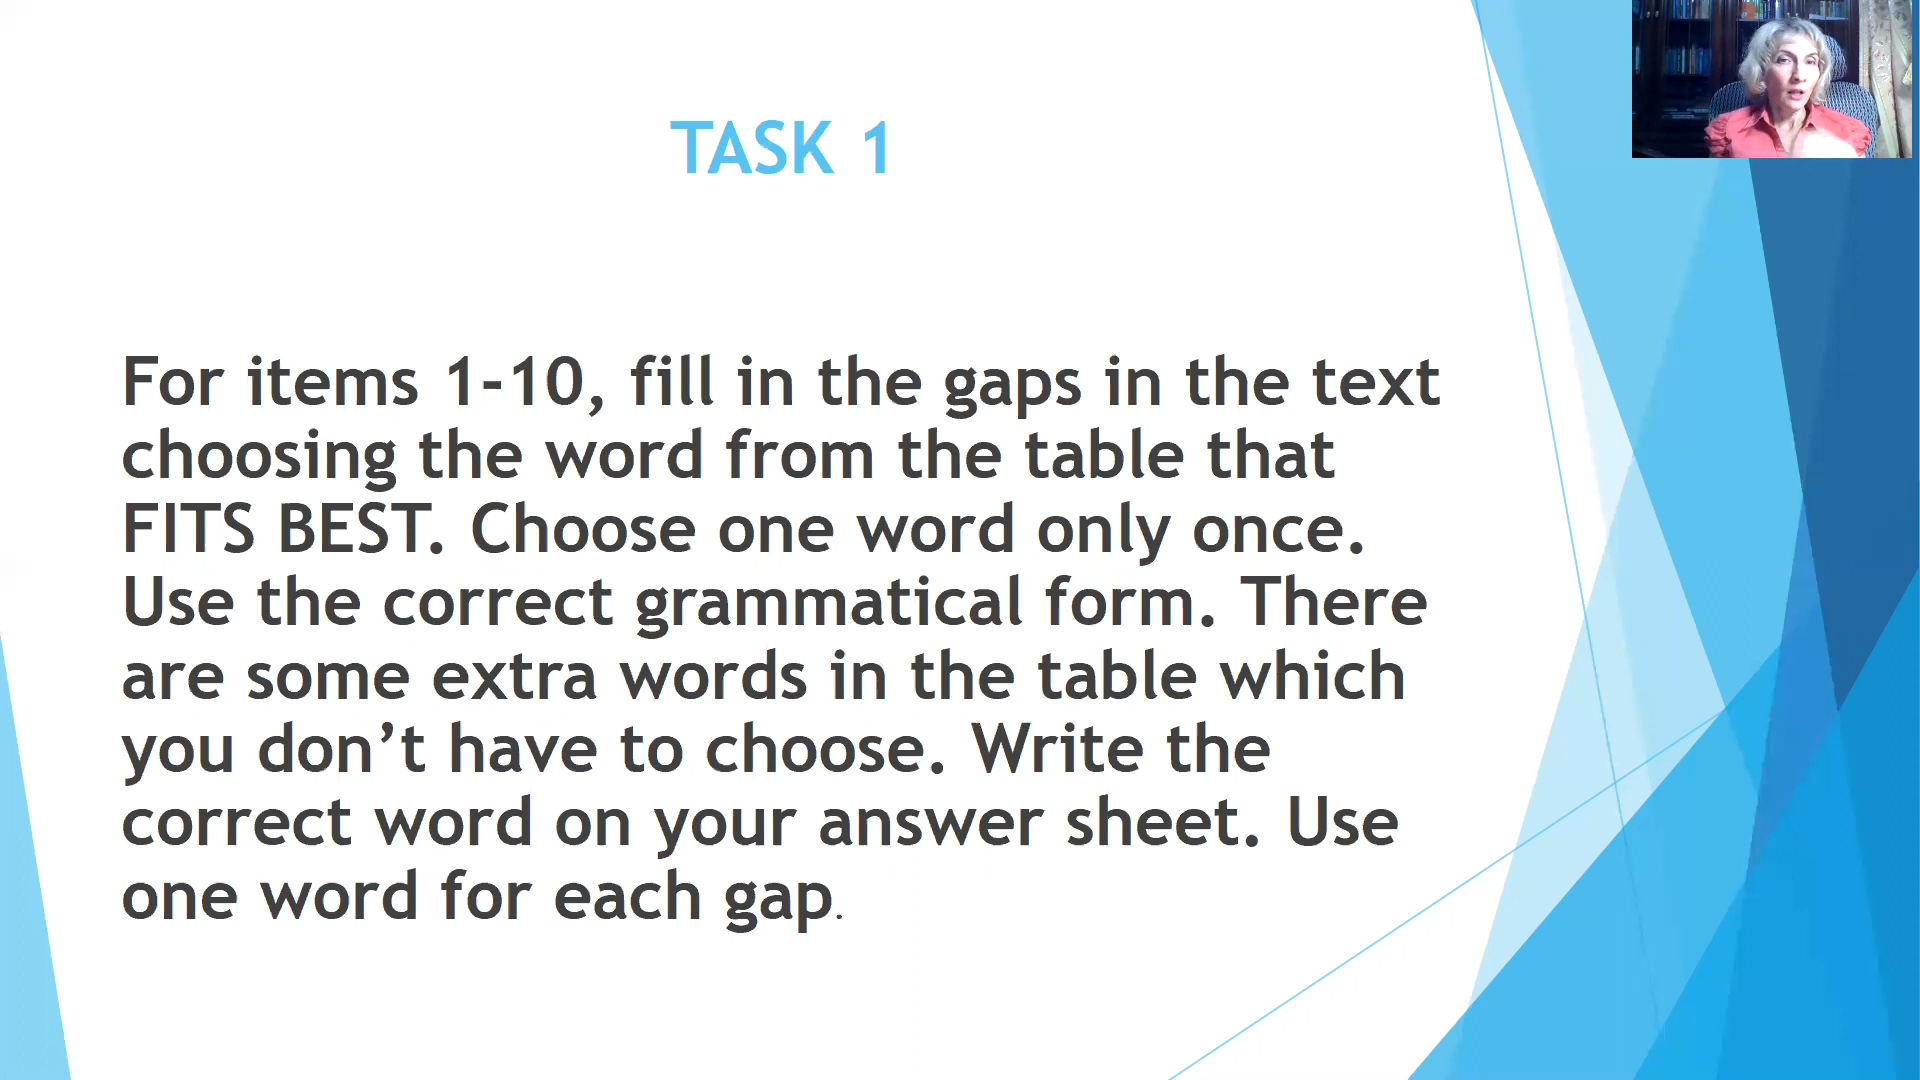 TASK 1
For items 1-10, fill in the gaps in the text
choosing the word from the table that
FITS BEST. Choose one word only once.
Use the correct grammatical form. There
are some extra words in the table which
you don’t have to choose. Write the
correct word on your answer sheet. Use
one word for each gap.